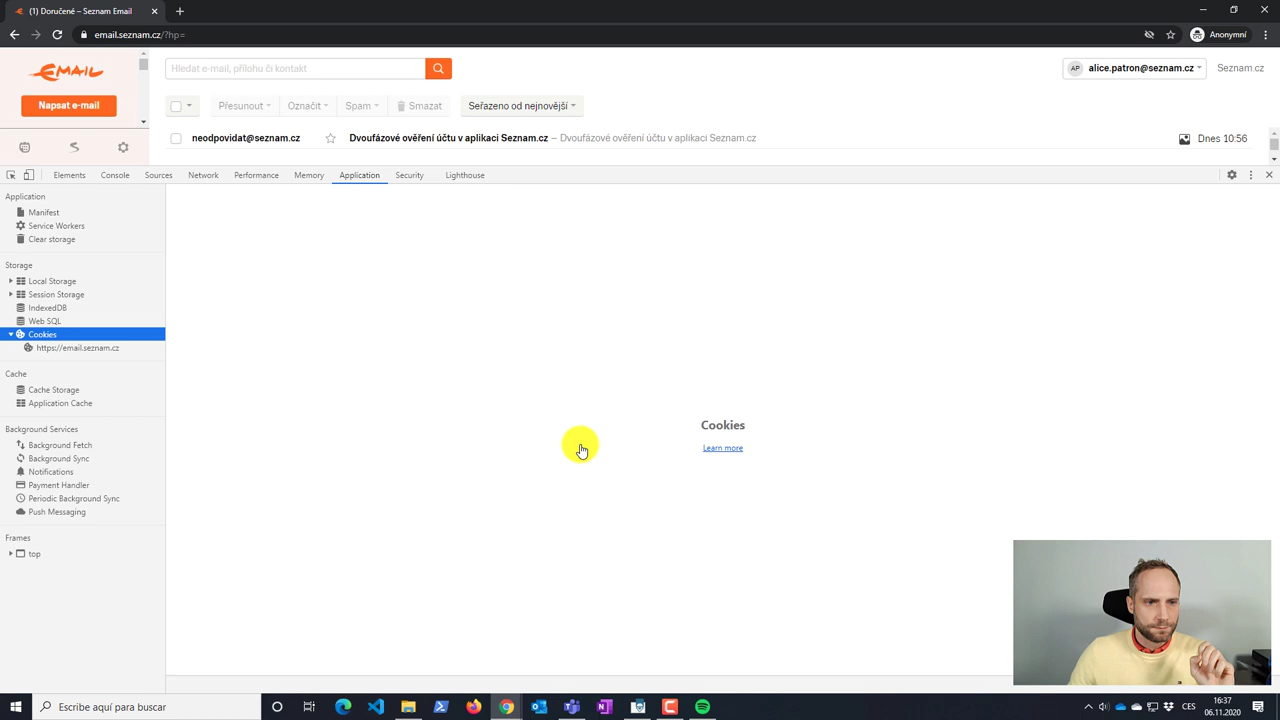 (1) Doručené – Seznam Email
email.seznam.cz/?hp=
Anonymní
EMAIL
Hledat e-mail, přílohu či kontakt
AP
alice.patron@seznam.cz
Seznam.cz
Napsat e-mail
Přesunout
Označit
Spam
Smazat
Seřazeno od nejnovější
neodpovidat@seznam.cz
Dvoufázové ověření účtu v aplikaci Seznam.cz – Dvoufázové ověření účtu v aplikaci Seznam.cz
Dnes 10:56
Elements
Console
Sources
Network
Performance
Memory
Application
Security
Lighthouse
Application
Manifest
Service Workers
Clear storage
Storage
Local Storage
Session Storage
IndexedDB
Web SQL
Cookies
https://email.seznam.cz
Cache
Cache Storage
Application Cache
Background Services
Background Fetch
Background Sync
Notifications
Payment Handler
Periodic Background Sync
Push Messaging
Frames
top
Cookies
Learn more
Escribe aquí para buscar
CES
16:37
06.11.2020